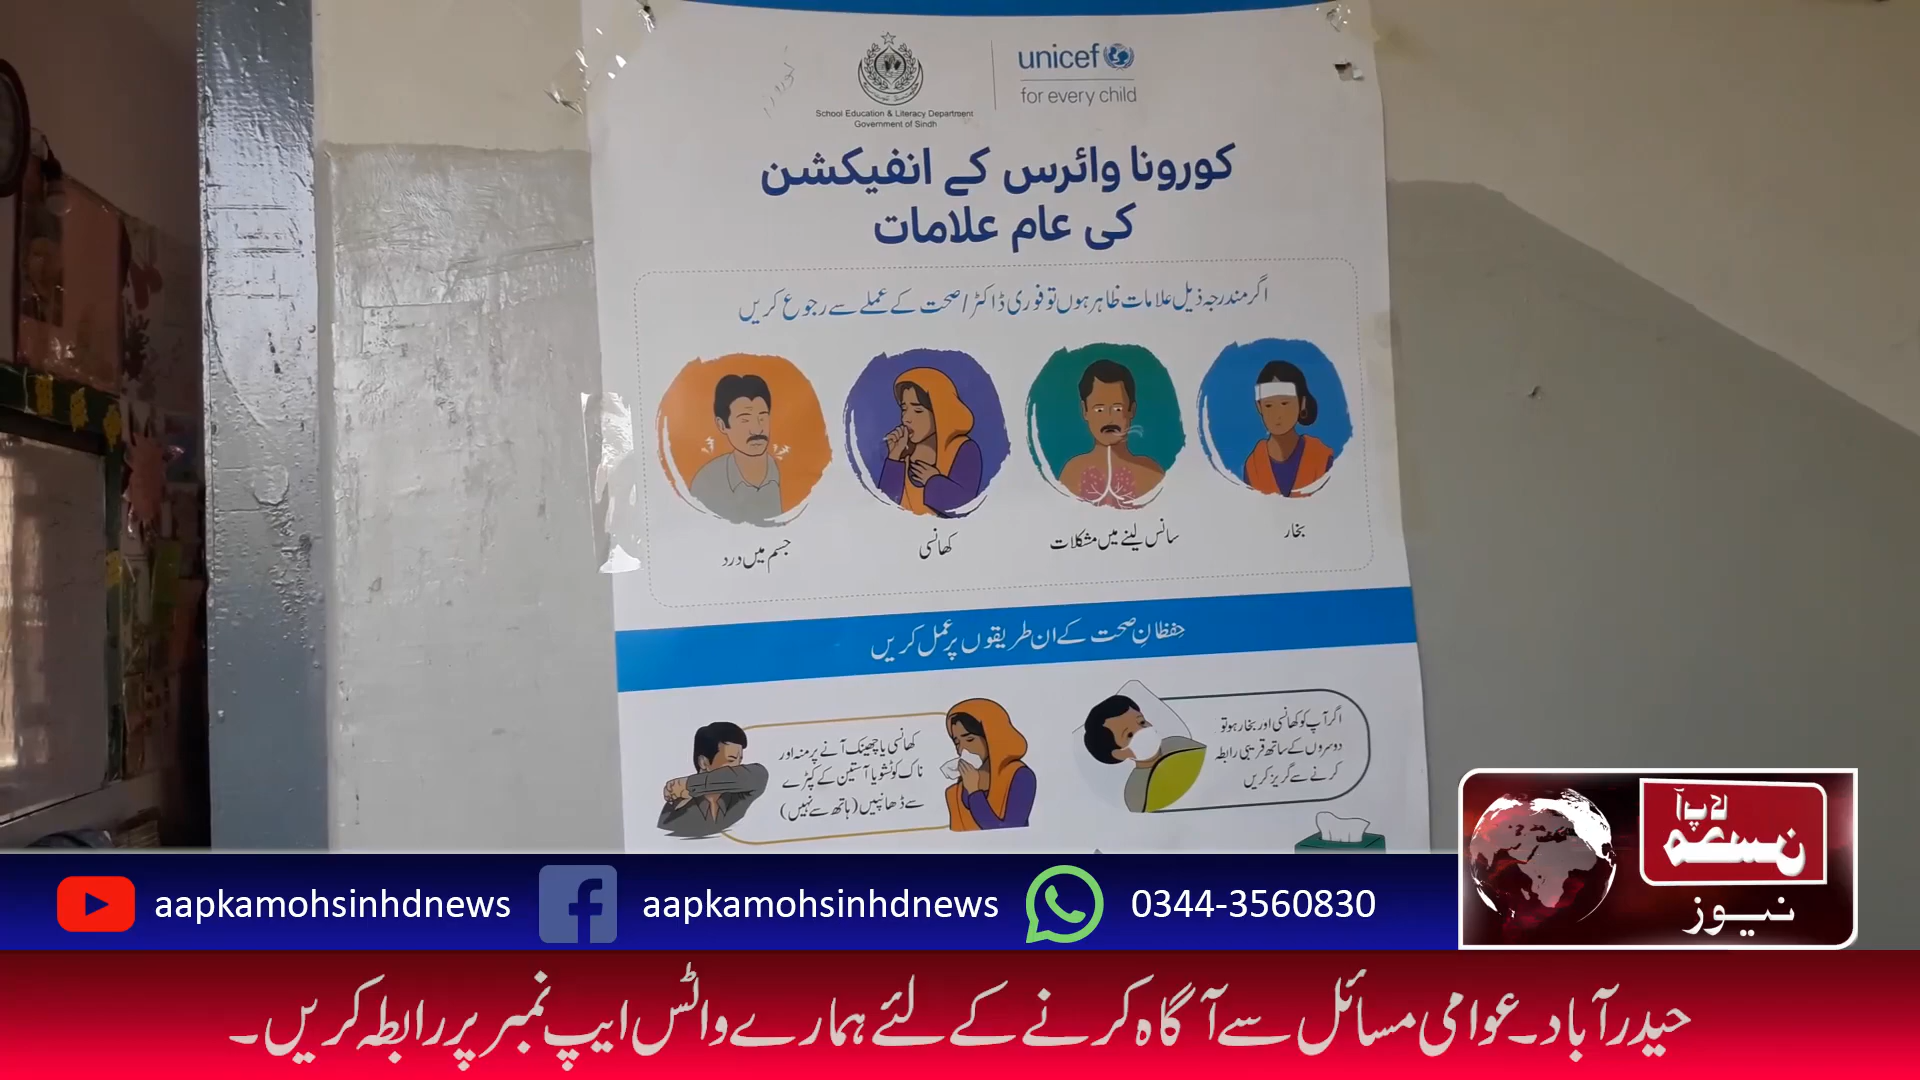 School Education & Literacy Department
Government of Sindh
unicef
for every child
کورونا وائرس کے انفیکشن
کی عام علامات
اگر مندرجہ ذیل علامات ظاہر ہوں تو فوری ڈاکٹر/صحت کے عملے سے رجوع کریں
بخار
سانس لینے میں مشکلات
کھانسی
جسم میں درد
حفظانِ صحت کے ان طریقوں پر عمل کریں
اگر آپ کو کھانسی اور بخار ہو تو
دوسروں کے ساتھ قریبی رابطہ
کرنے سے گریز کریں
کھانسی یا چھینک آنے پر منہ اور
ناک کو ٹشو یا آستین کے کپڑے
سے ڈھانپیں (ہاتھ سے نہیں)
aapkamohsinhdnews
aapkamohsinhdnews
0344-3560830
نیوز
حیدرآباد۔عوامی مسائل سے آگاہ کرنے کے لئے ہمارے واٹس ایپ نمبر پر رابطہ کریں۔